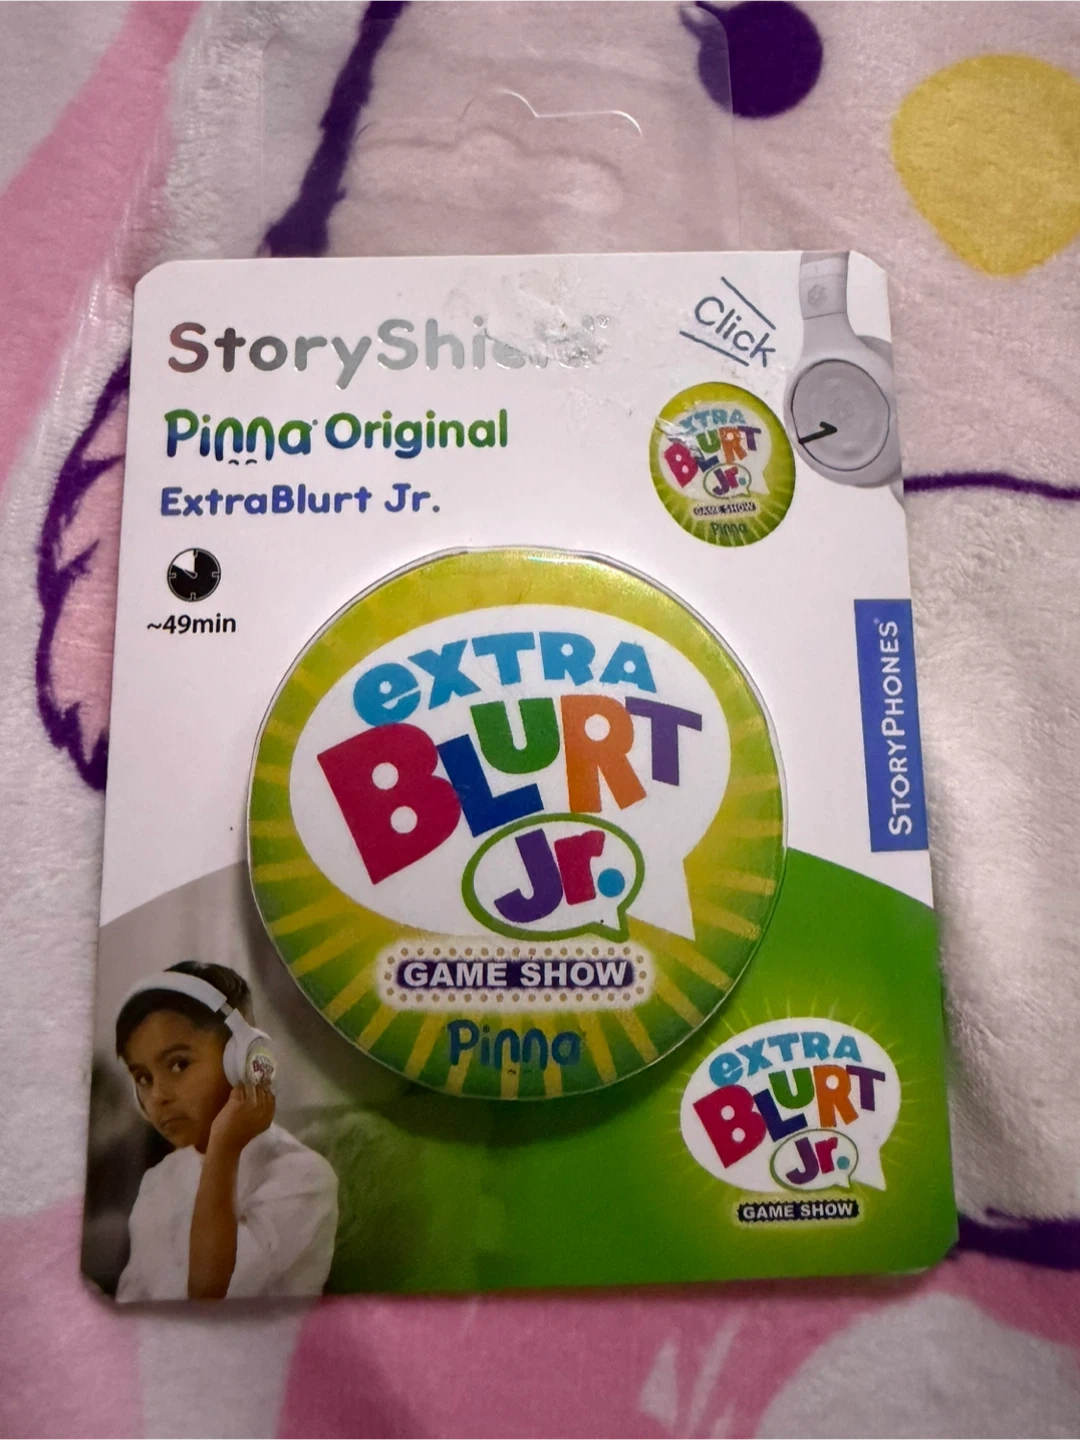 StoryShield
Click
Pinna Original
ExtraBlurt Jr.
~49min
EXTRA
BLURT
Jr.
GAME SHOW
Pinna
STORYPHONES®
eXTRA
BLURT
Jr.
GAME SHOW
Pinna
eXTRA
BLURT
Jr.
GAME SHOW